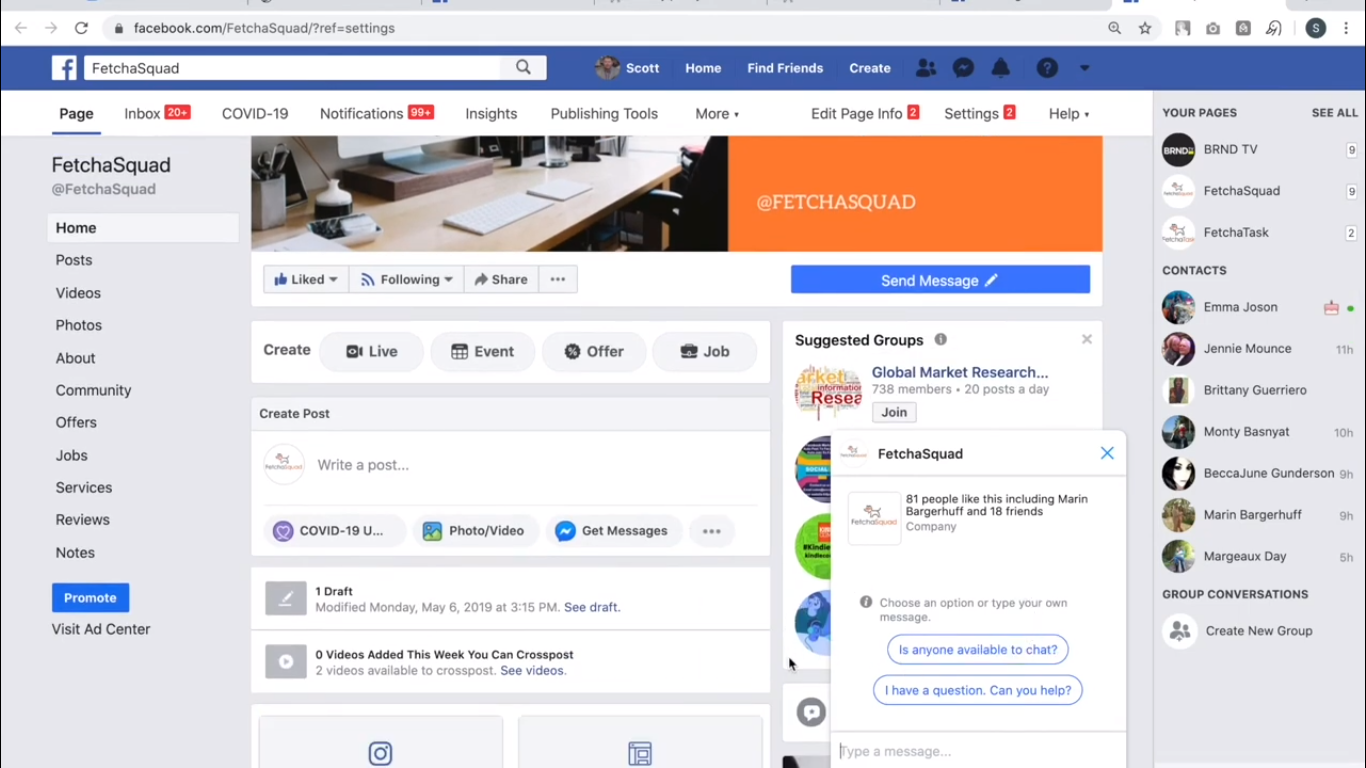 facebook.com/FetchaSquad/?ref=settings
S
FetchaSquad
Scott
Home
Find Friends
Create
Page
Inbox 20+
COVID-19
Notifications 99+
Insights
Publishing Tools
More
Edit Page Info 2
Settings 2
Help
FetchaSquad
@FetchaSquad
Home
Posts
Videos
Photos
About
Community
Offers
Jobs
Services
Reviews
Notes
Promote
Visit Ad Center
@FETCHASQUAD
Liked
Following
Share
Send Message
Create
Live
Event
Offer
Job
Create Post
Write a post...
COVID-19 U...
Photo/Video
Get Messages
1 Draft
Modified Monday, May 6, 2019 at 3:15 PM. See draft.
0 Videos Added This Week You Can Crosspost
2 videos available to crosspost. See videos.
Suggested Groups
Global Market Research...
738 members • 20 posts a day
Join
FetchaSquad
81 people like this including Marin
Bargerhuff and 18 friends
Company
FetchaSquad
Choose an option or type your own
message.
Is anyone available to chat?
I have a question. Can you help?
Type a message...
YOUR PAGES
SEE ALL
BRND TV
9
FetchaSquad
9
FetchaTask
2
CONTACTS
Emma Joson
Jennie Mounce 11h
Brittany Guerriero
Monty Basnyat 10h
BeccaJune Gunderson 9h
Marin Bargerhuff 9h
Margeaux Day 5h
GROUP CONVERSATIONS
Create New Group